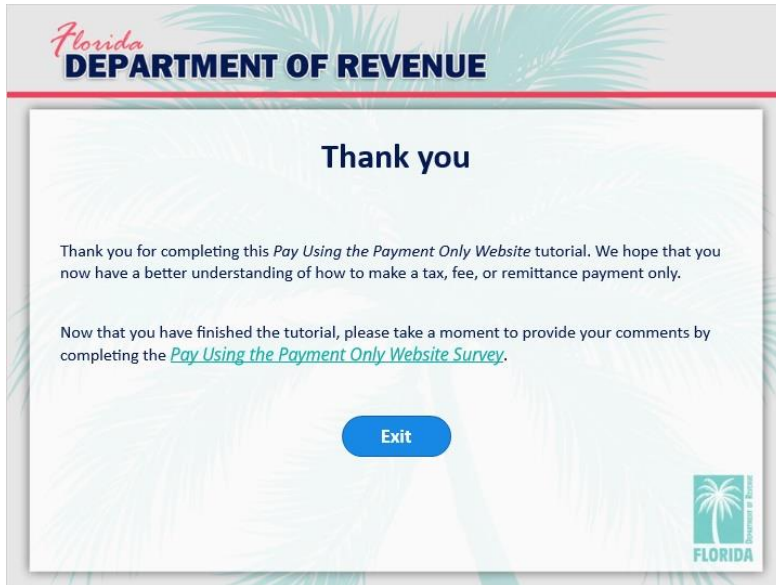 Florida
DEPARTMENT OF REVENUE
Thank you
Thank you for completing this Pay Using the Payment Only Website tutorial. We hope that you
now have a better understanding of how to make a tax, fee, or remittance payment only.
Now that you have finished the tutorial, please take a moment to provide your comments by
completing the Pay Using the Payment Only Website Survey.
Exit
DEPARTMENT OF REVENUE
FLORIDA